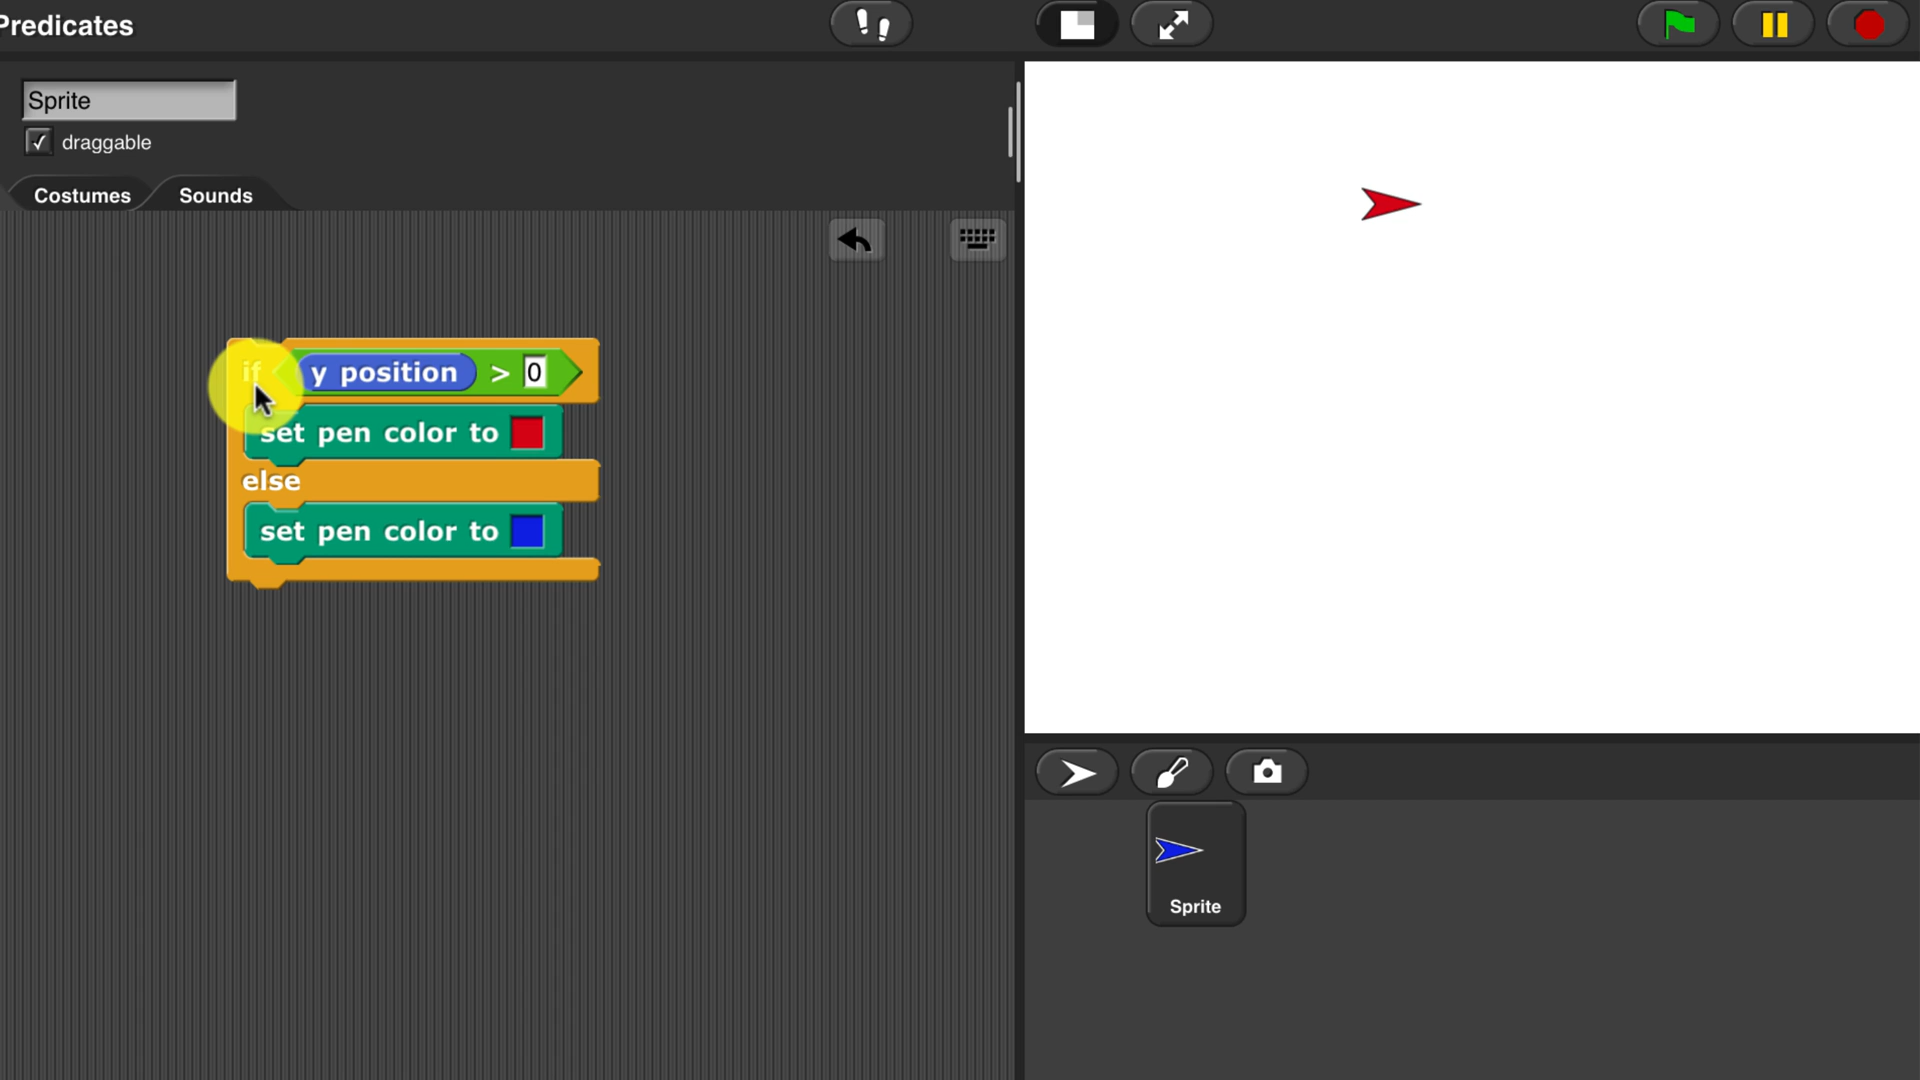 Predicates
Sprite
draggable
Costumes Sounds
if y position > 0
set pen color to
else
set pen color to
Sprite